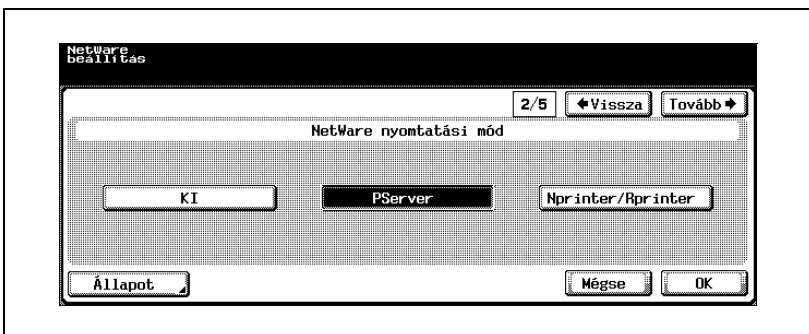 NetWare
beállítás
2/5 Vissza Tovább
NetWare nyomtatási mód
KI PServer Nprinter/Rprinter
Állapot Mégse OK